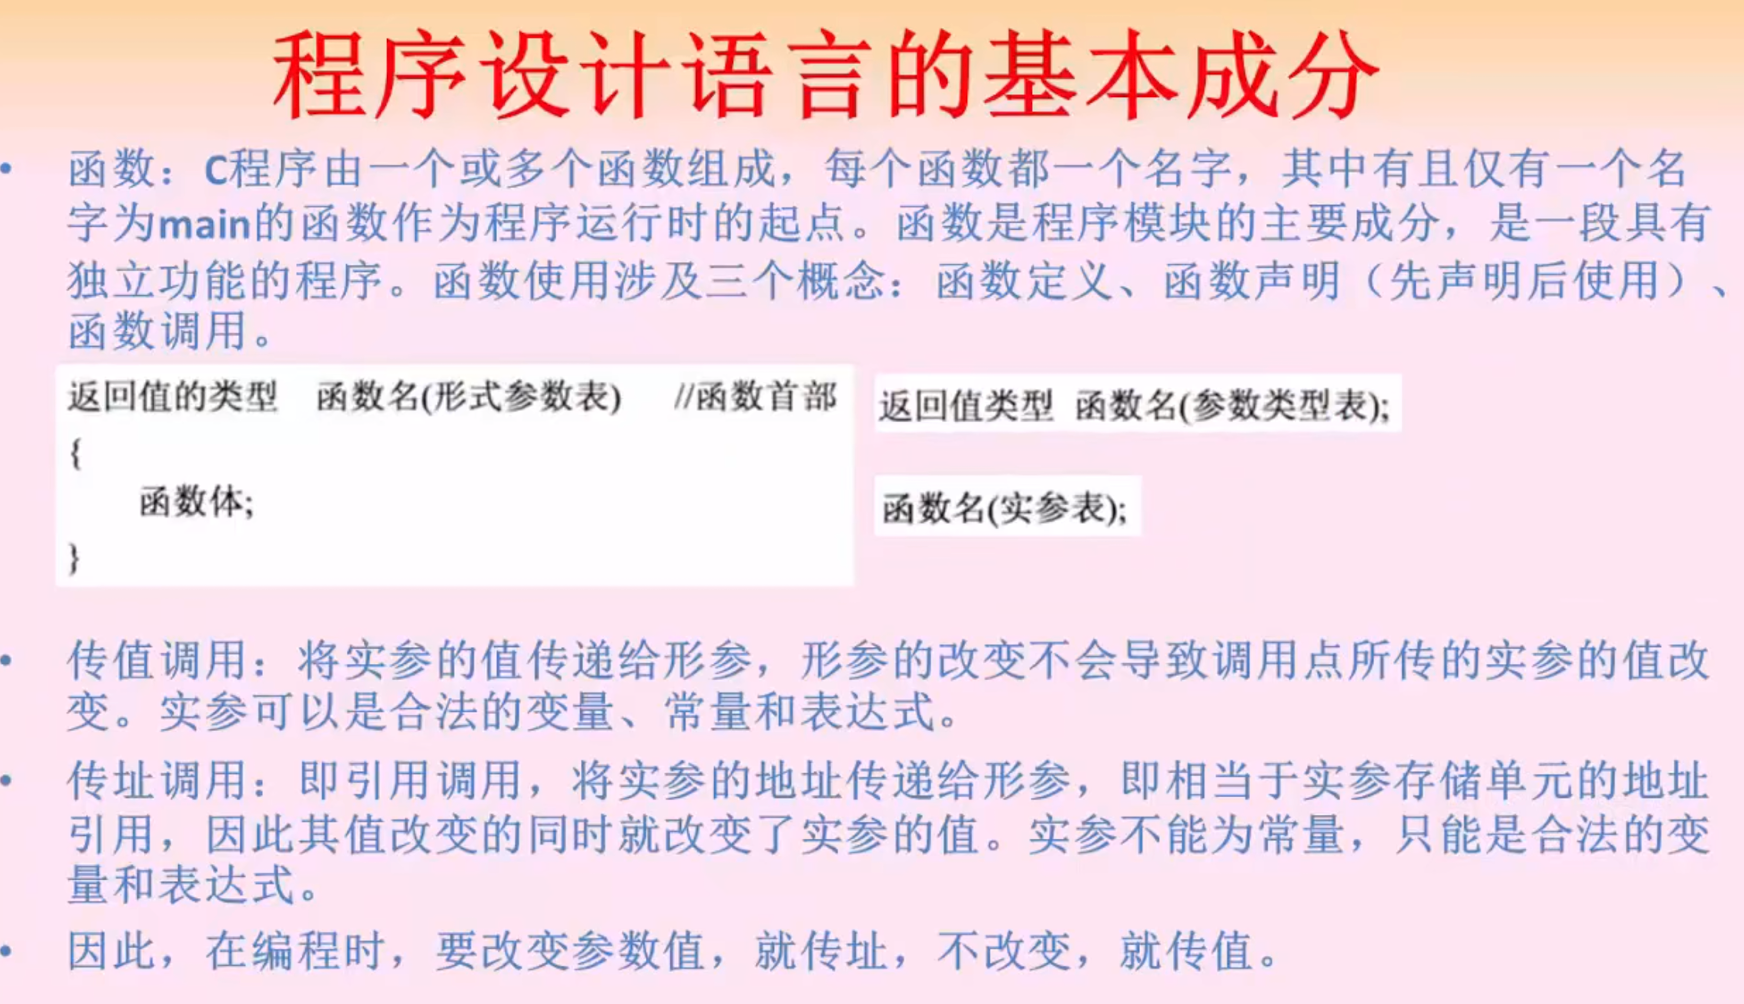 程序设计语言的基本成分
• 函数：C程序由一个或多个函数组成，每个函数都一个名字，其中有且仅有一个名
字为main的函数作为程序运行时的起点。函数是程序模块的主要成分，是一段具有
独立功能的程序。函数使用涉及三个概念：函数定义、函数声明（先声明后使用）、
函数调用。
返回值的类型 函数名(形式参数表) //函数首部
{
函数体;
}
返回值类型 函数名(参数类型表);
函数名(实参表);
• 传值调用：将实参的值传递给形参，形参的改变不会导致调用点所传的实参的值改
变。实参可以是合法的变量、常量和表达式。
• 传址调用：即引用调用，将实参的地址传递给形参，即相当于实参存储单元的地址
引用，因此其值改变的同时就改变了实参的值。实参不能为常量，只能是合法的变
量和表达式。
• 因此，在编程时，要改变参数值，就传址，不改变，就传值。